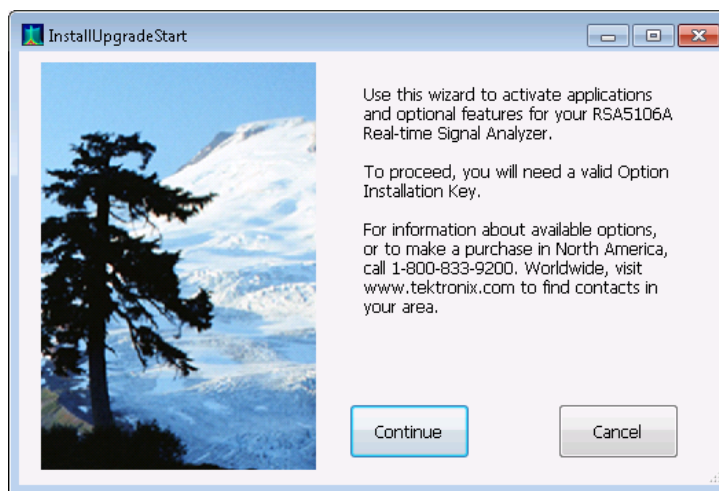 InstallUpgradeStart
Use this wizard to activate applications
and optional features for your RSA5106A
Real-time Signal Analyzer.
To proceed, you will need a valid Option
Installation Key.
For information about available options,
or to make a purchase in North America,
call 1-800-833-9200. Worldwide, visit
www.tektronix.com to find contacts in
your area.
Continue
Cancel